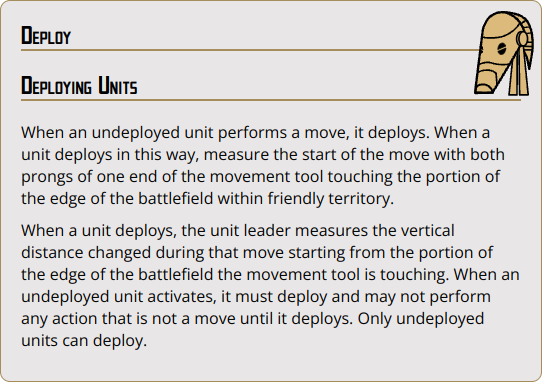 Deploy
Deploying Units
When an undeployed unit performs a move, it deploys. When a
unit deploys in this way, measure the start of the move with both
prongs of one end of the movement tool touching the portion of
the edge of the battlefield within friendly territory.
When a unit deploys, the unit leader measures the vertical
distance changed during that move starting from the portion of
the edge of the battlefield the movement tool is touching. When an
undeployed unit activates, it must deploy and may not perform
any action that is not a move until it deploys. Only undeployed
units can deploy.